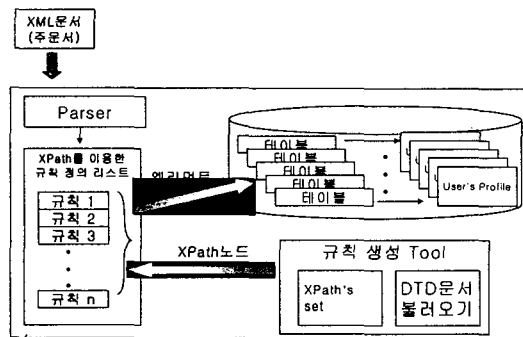 XML문서
(주문서)
Parser
XPath를 이용한
규칙 정의 리스트
규칙 1
규칙 2
규칙 3
규칙 n
엘리먼트
테이블
테이블
테이블
테이블
테이블
User's Profile
XPath노드
규칙 생성 Tool
XPath's
set
DTD문서
불러오기